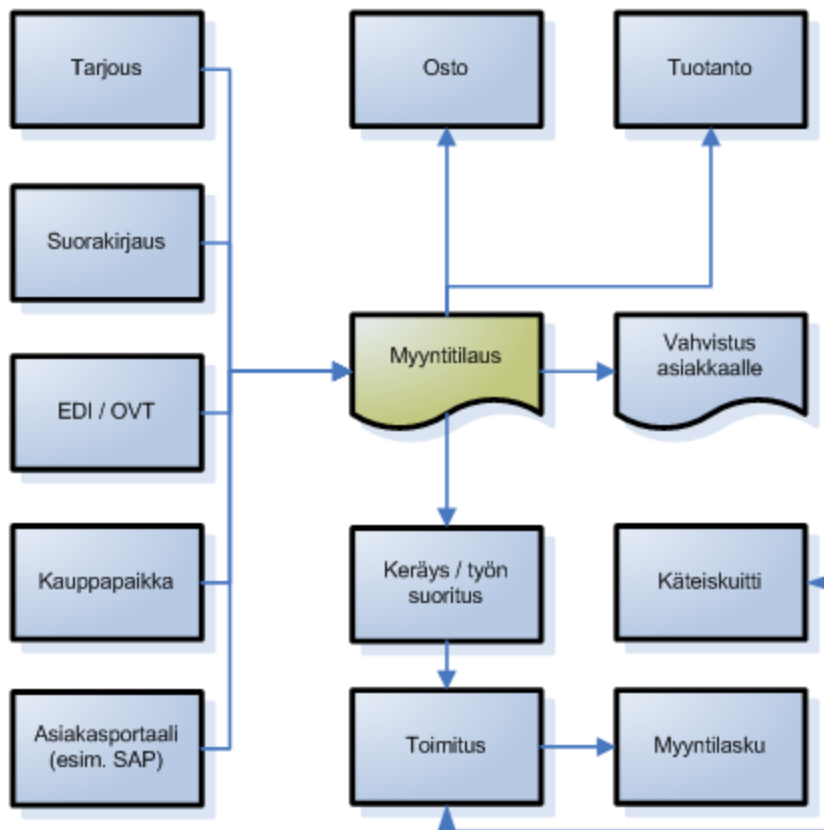 Tarjous
Osto
Tuotanto
Suorakirjaus
Myyntitilaus
Vahvistus
asiakkaalle
EDI / OVT
Kauppapaikka
Keräys / työn
suoritus
Käteiskuitti
Asiakasportaali
(esim. SAP)
Toimitus
Myyntilasku